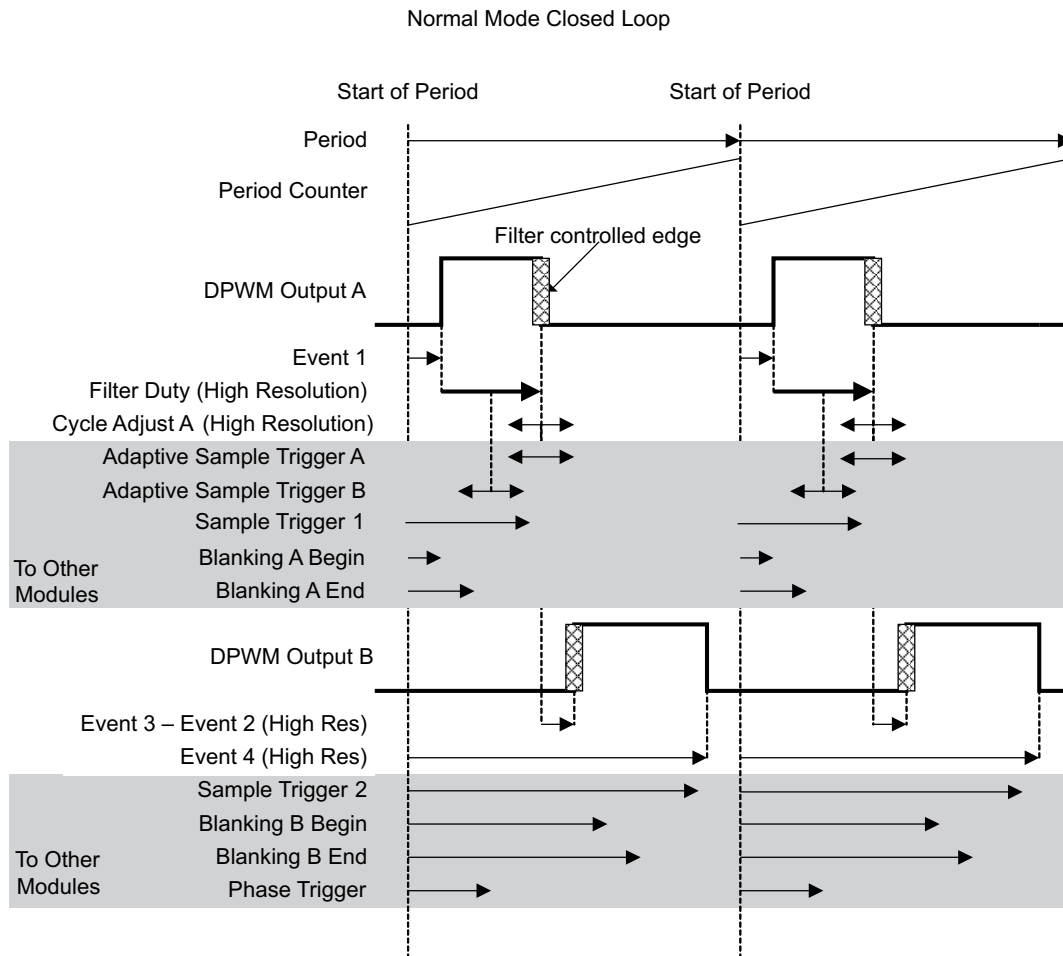 Normal Mode Closed Loop
Start of Period
Start of Period
Period
Period Counter
Filter controlled edge
DPWM Output A
Event 1
Filter Duty (High Resolution)
Cycle Adjust A (High Resolution)
Adaptive Sample Trigger A
Adaptive Sample Trigger B
Sample Trigger 1
Blanking A Begin
To Other
Modules
Blanking A End
DPWM Output B
Event 3 – Event 2 (High Res)
Event 4 (High Res)
Sample Trigger 2
Blanking B Begin
Blanking B End
To Other
Modules
Phase Trigger